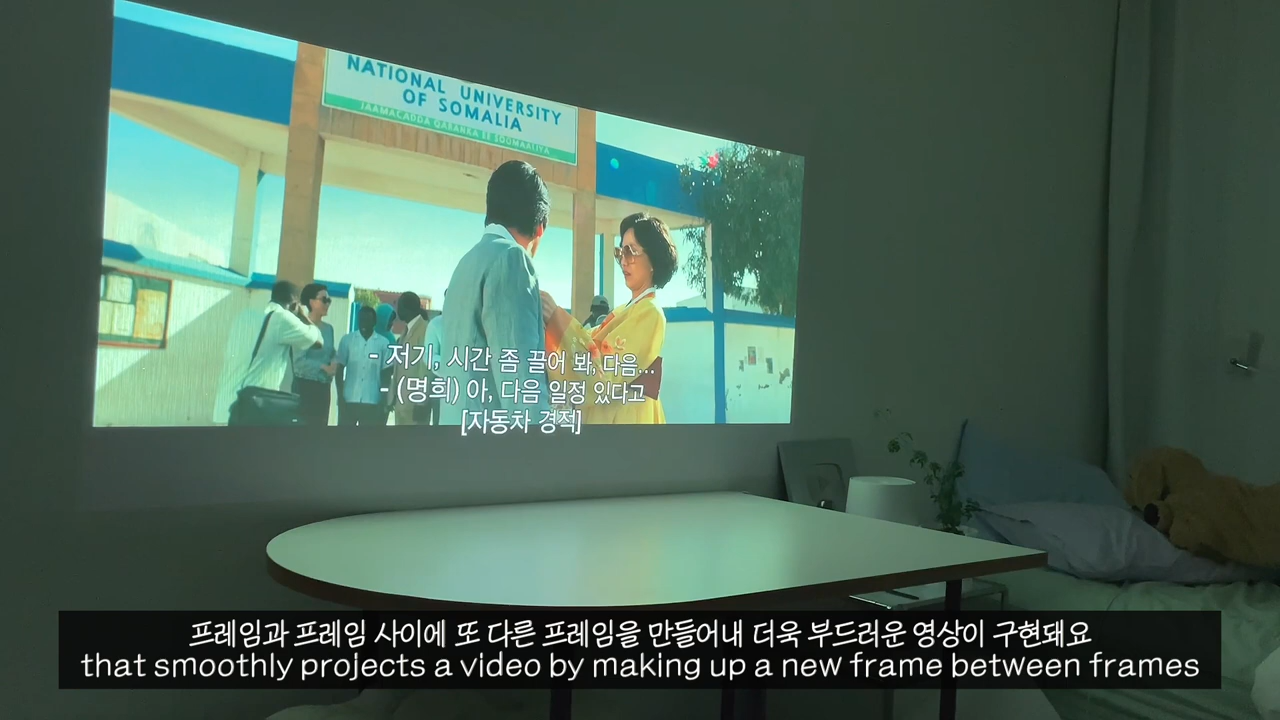 NATIONAL UNIVERSITY
OF SOMALIA
JAAMACADDA QARANKA EE SOOMAALIYA
- 저기, 시간 좀 끌어 봐, 다음...
- (명희) 아, 다음 일정 있다고
[자동차 경적]
프레임과 프레임 사이에 또 다른 프레임을 만들어내 더욱 부드러운 영상이 구현돼요
that smoothly projects a video by making up a new frame between frames